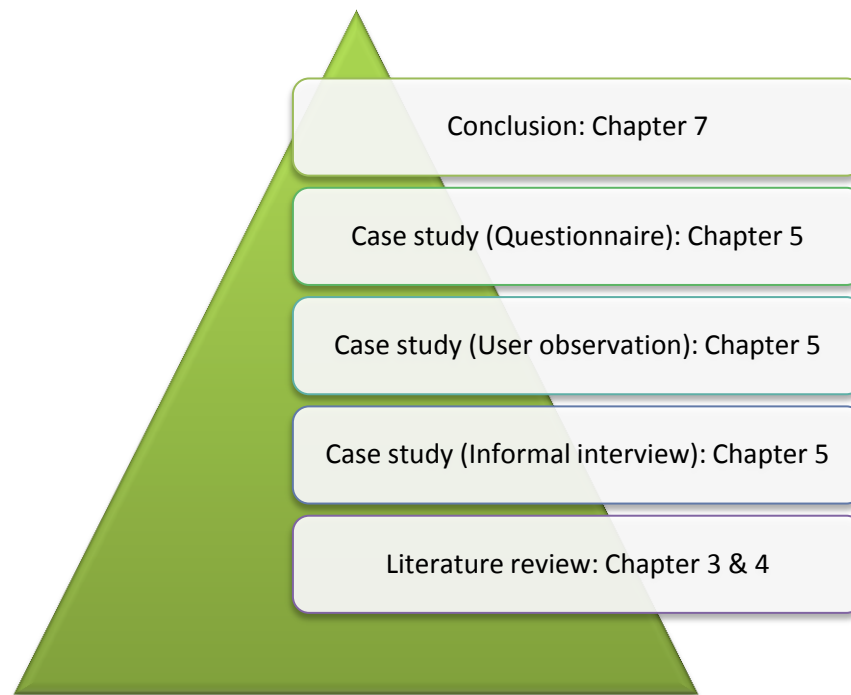 Conclusion: Chapter 7
Case study (Questionnaire): Chapter 5
Case study (User observation): Chapter 5
Case study (Informal interview): Chapter 5
Literature review: Chapter 3 & 4